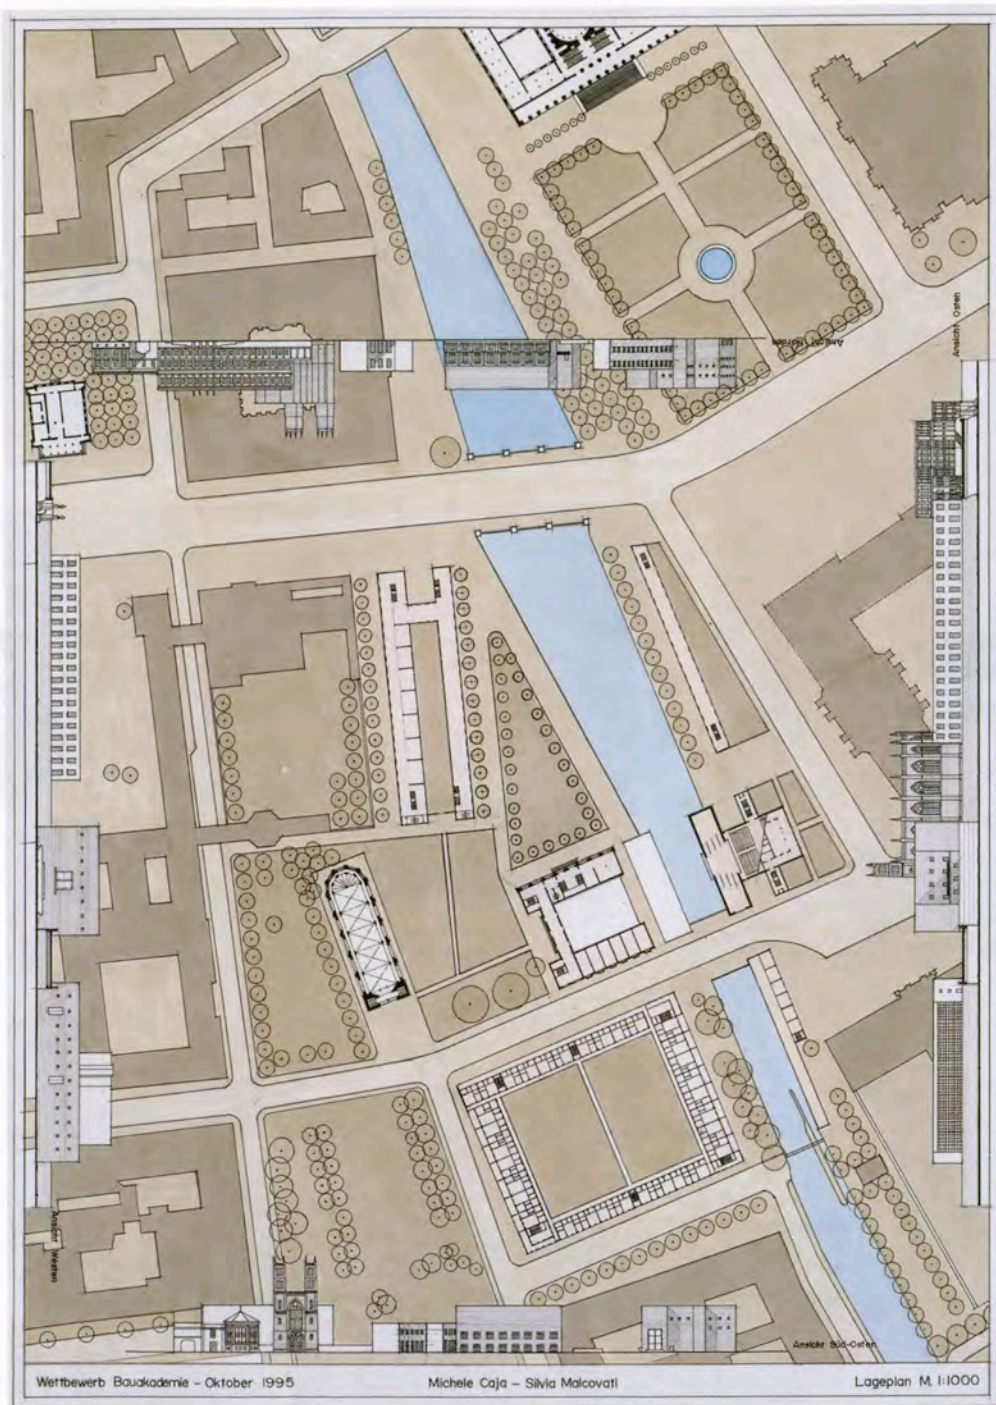 Ansicht Osten
Ansicht Norden
Ansicht Westen
Ansicht Süd-Osten
Wettbewerb Bauakademie – Oktober 1995
Michele Caja – Silvia Malcovati
Lageplan M. 1:1000